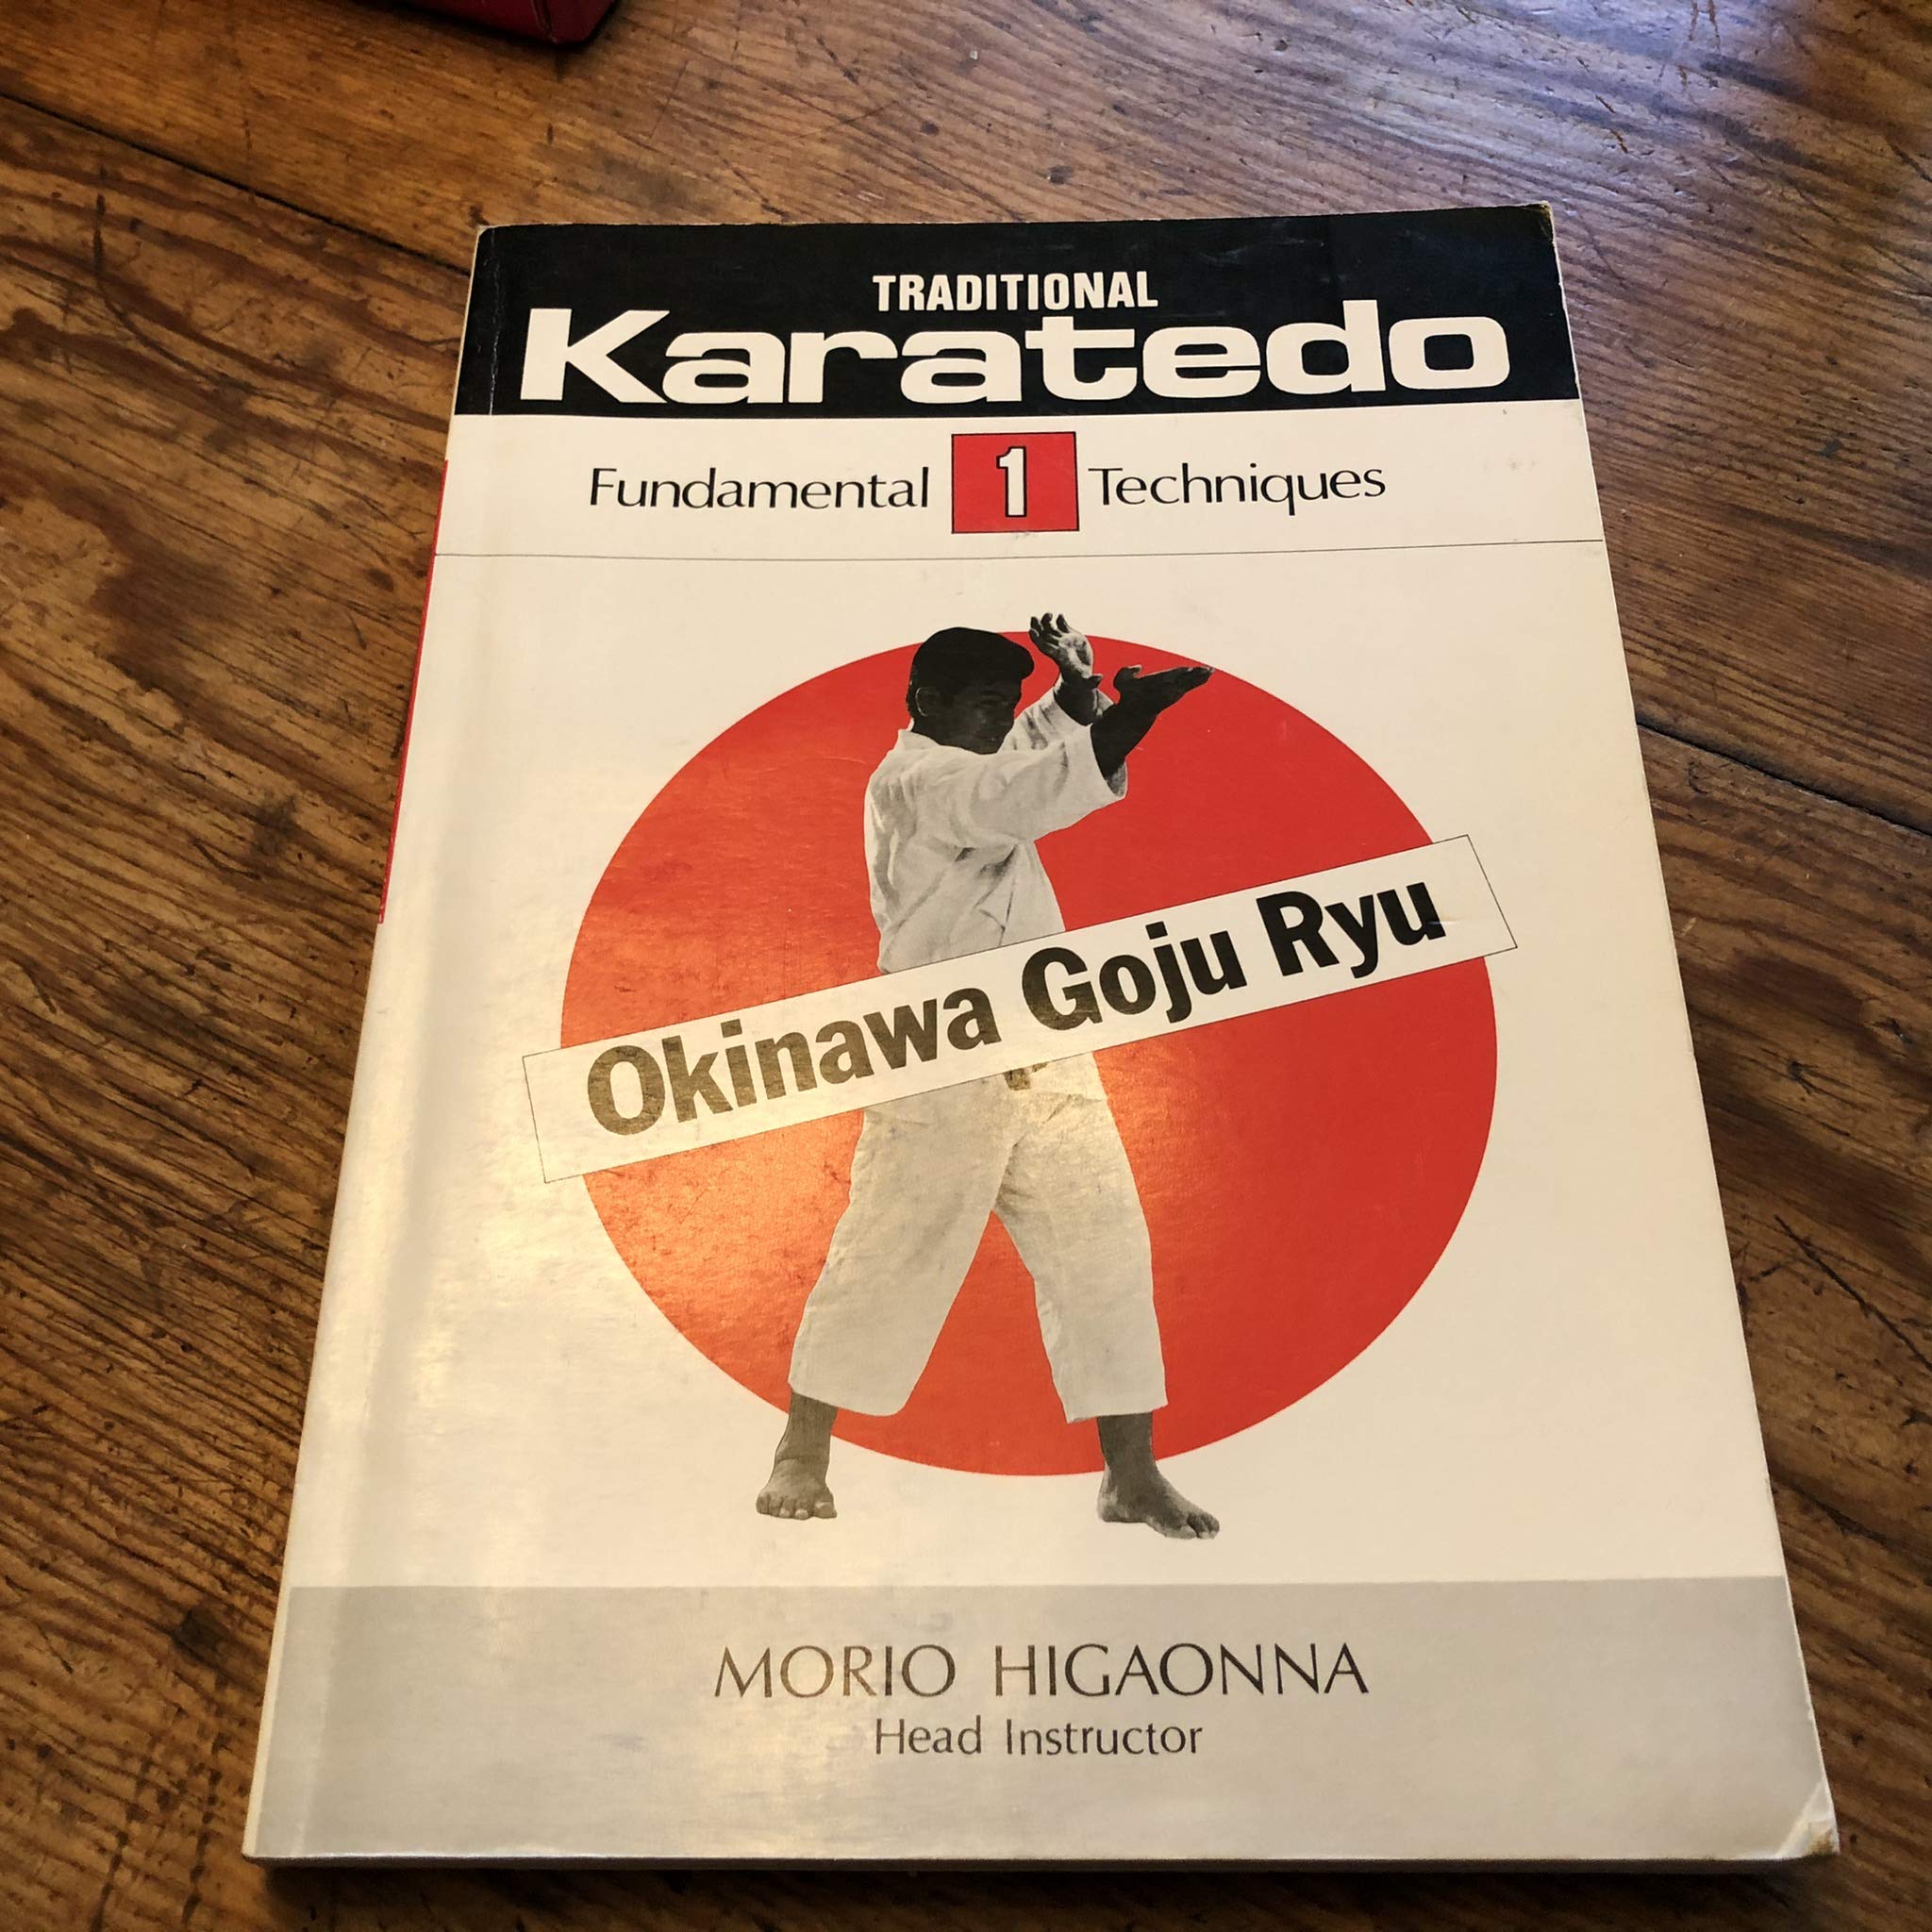 TRADITIONAL
Karatedo
Fundamental 1 Techniques
Okinawa Goju Ryu
MORIO HIGAONNA
Head Instructor